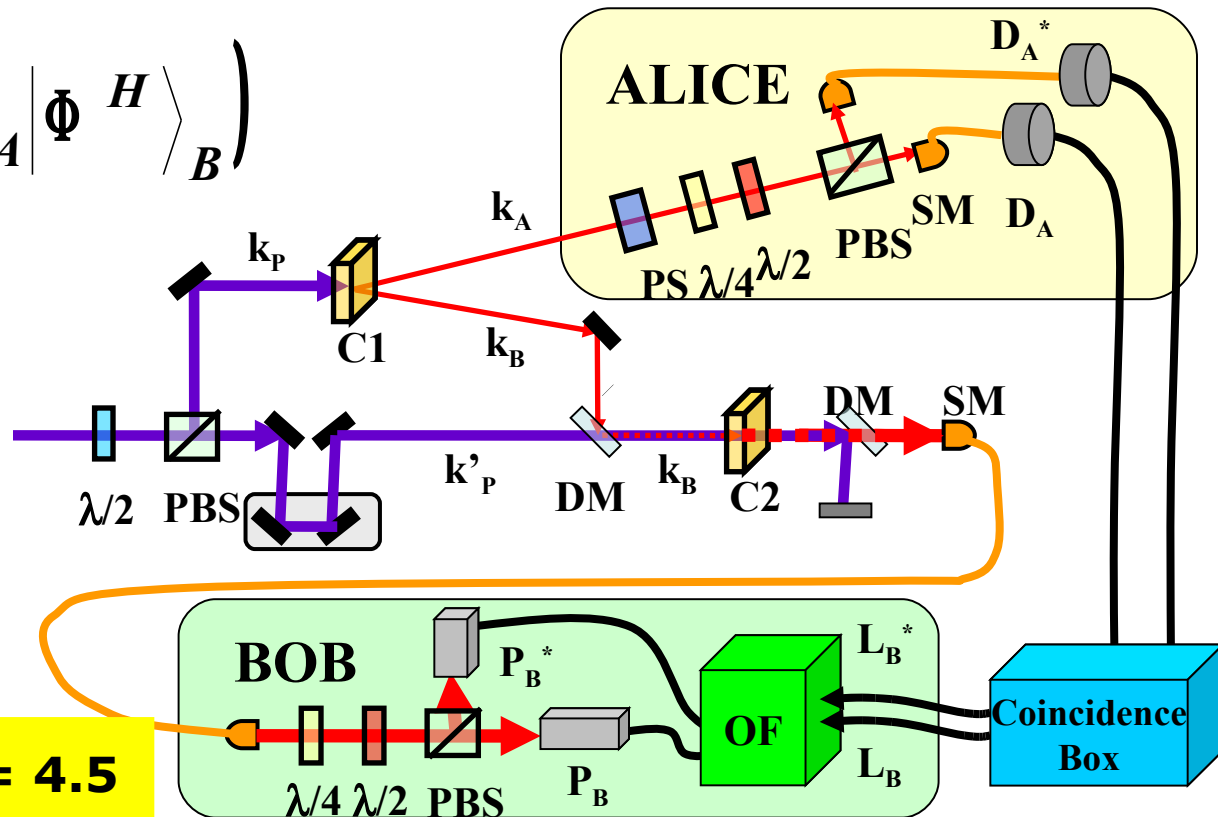 A|Φ H⟩B)
ALICE
DA*
DA
SM
PBS
PS λ/4 λ/2
kA
kP
C1
kB
DM
SM
λ/2
PBS
k'P
DM
kB
C2
BOB
PB*
LB*
OF
Coincidence
Box
LB
PB
λ/4 λ/2 PBS
= 4.5